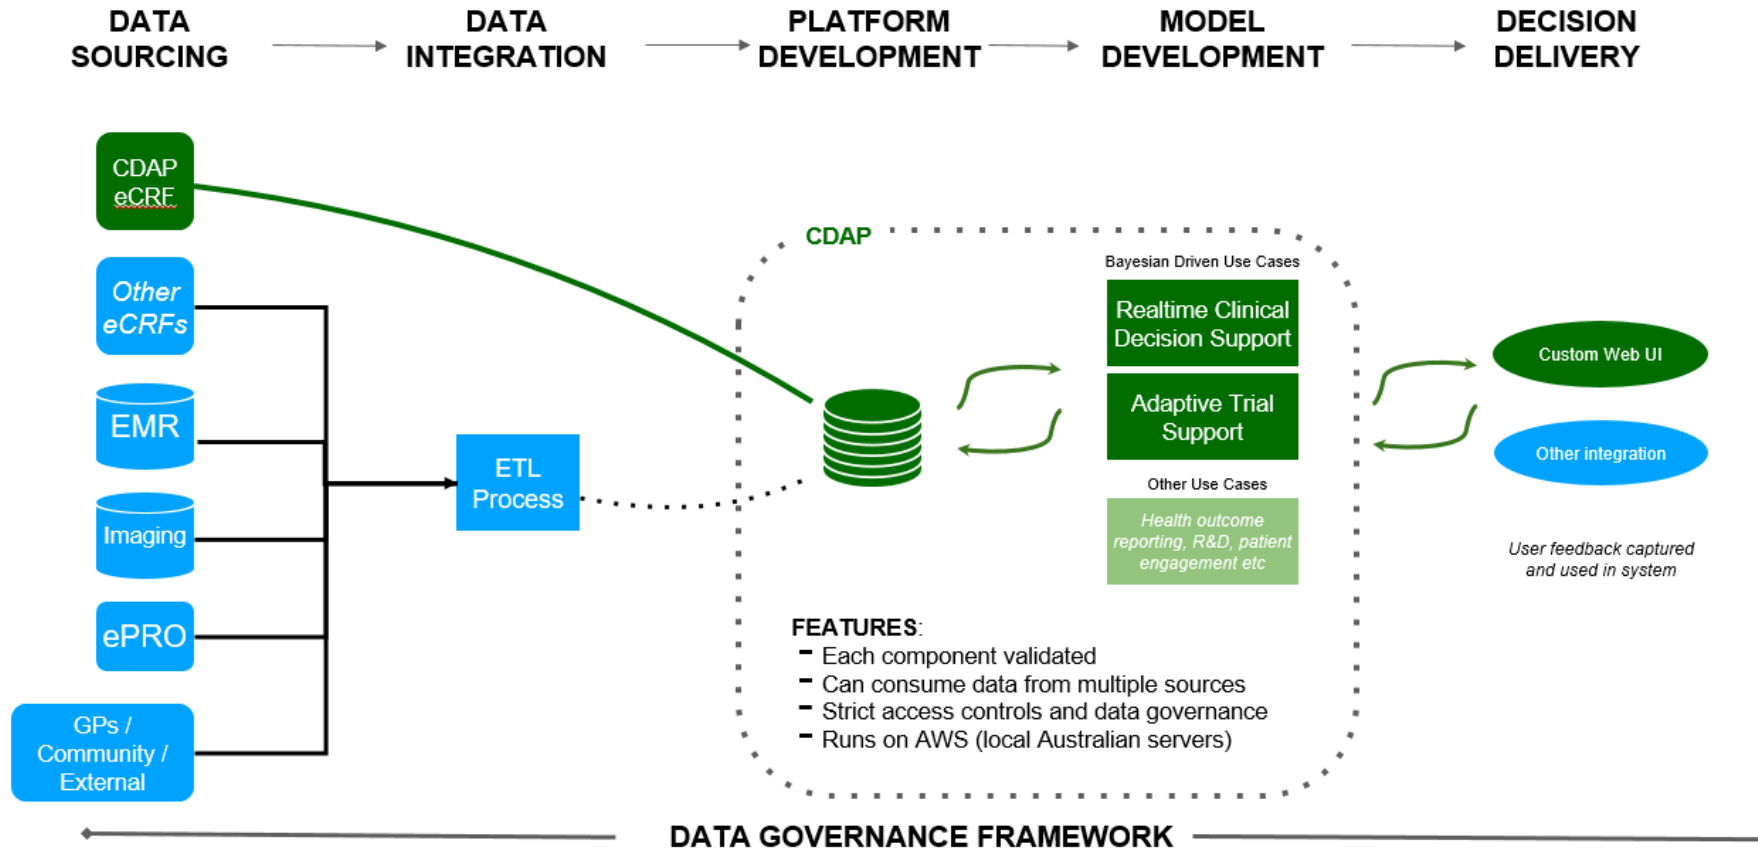 DATA
SOURCING
DATA
INTEGRATION
PLATFORM
DEVELOPMENT
MODEL
DEVELOPMENT
DECISION
DELIVERY
CDAP
eCRF
Other
eCRFs
EMR
Imaging
ePRO
GPs /
Community /
External
ETL
Process
CDAP
Bayesian Driven Use Cases
Realtime Clinical
Decision Support
Adaptive Trial
Support
Other Use Cases
Health outcome
reporting, R&D, patient
engagement etc
FEATURES:
- Each component validated
- Can consume data from multiple sources
- Strict access controls and data governance
- Runs on AWS (local Australian servers)
Custom Web UI
Other integration
User feedback captured
and used in system
DATA GOVERNANCE FRAMEWORK